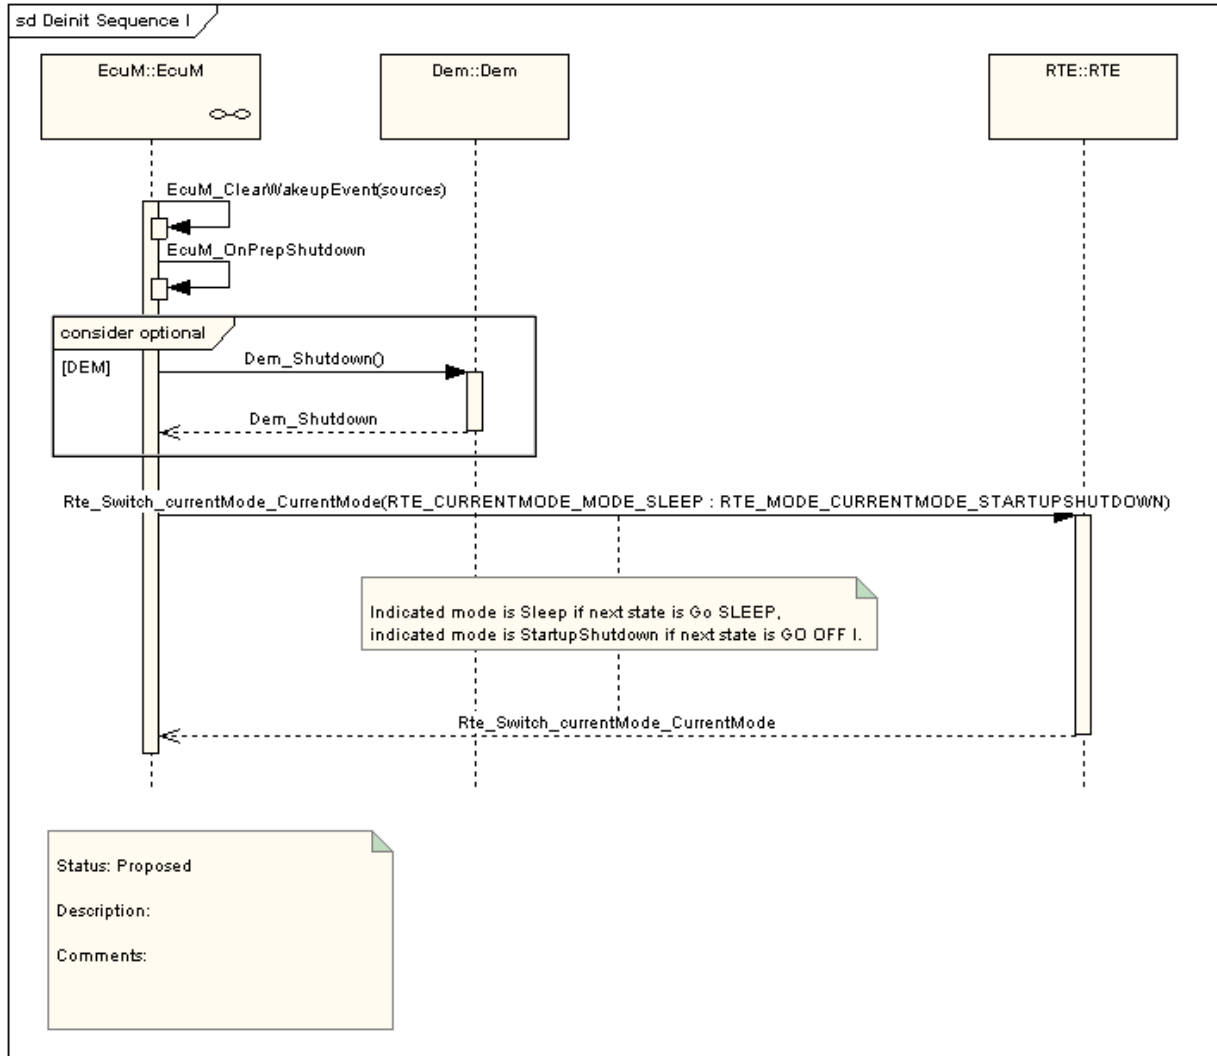 sd Deinit Sequence I
EcuM::EcuM
Dem::Dem
RTE::RTE
EcuM_ClearWakeupEvent(sources)
EcuM_OnPrepShutdown
consider optional
[DEM]
Dem_Shutdown()
Dem_Shutdown
Rte_Switch_currentMode_CurrentMode(RTE_CURRENTMODE_MODE_SLEEP : RTE_MODE_CURRENTMODE_STARTUPSHUTDOWN)
Indicated mode is Sleep if next state is Go SLEEP,
indicated mode is StartupShutdown if next state is GO OFF I.
Rte_Switch_currentMode_CurrentMode
Status: Proposed
Description:
Comments: